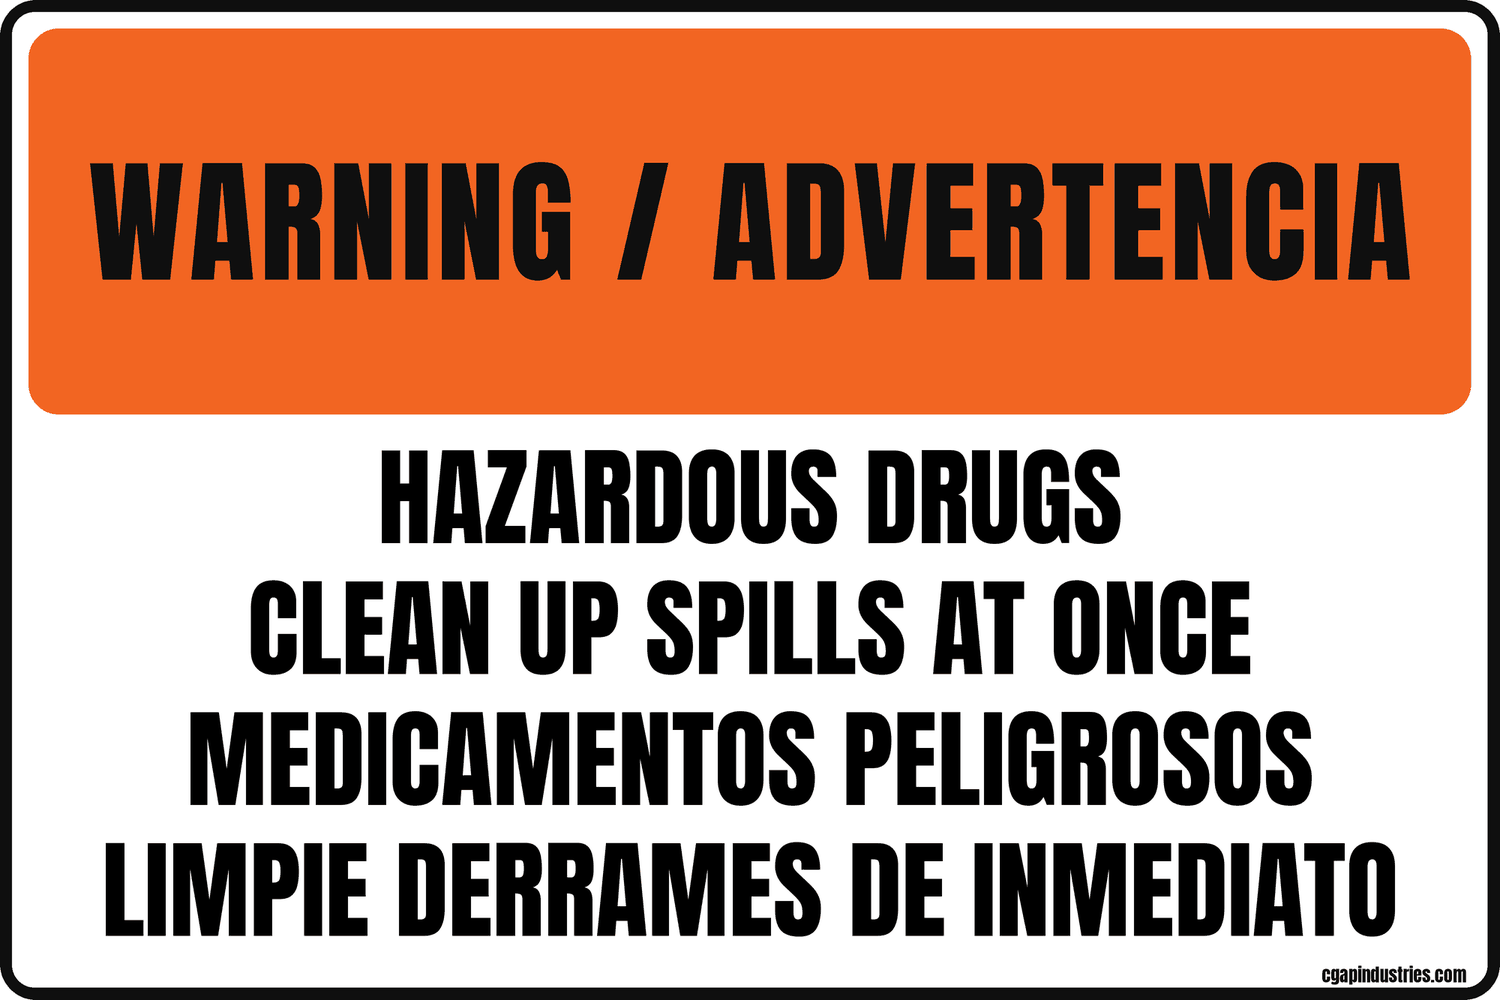 WARNING / ADVERTENCIA
HAZARDOUS DRUGS
CLEAN UP SPILLS AT ONCE
MEDICAMENTOS PELIGROSOS
LIMPIE DERRAMES DE INMEDIATO
cgapindustries.com